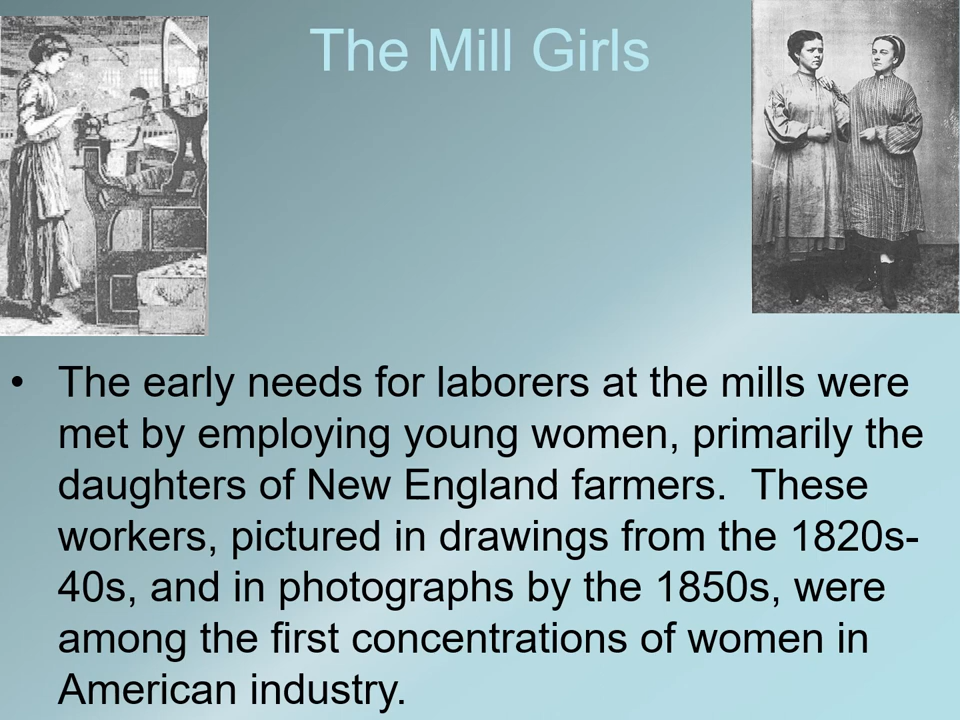 The Mill Girls
• The early needs for laborers at the mills were
met by employing young women, primarily the
daughters of New England farmers.  These
workers, pictured in drawings from the 1820s-
40s, and in photographs by the 1850s, were
among the first concentrations of women in
American industry.